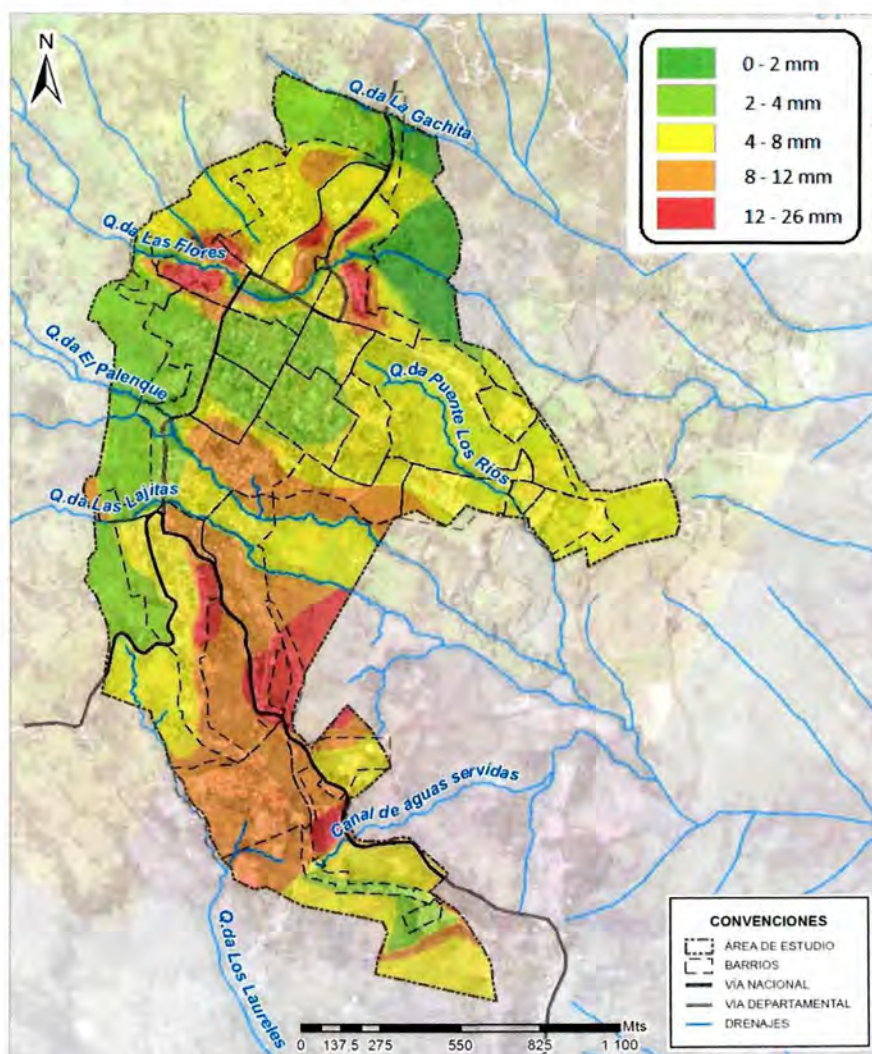 N
0 - 2 mm
2 - 4 mm
4 - 8 mm
8 - 12 mm
12 - 26 mm
Q.da La Gachita
Q.da Las Flores
Q.da El Palenque
Q.da Puente Los Ríos
Q.da Las Lajitas
Canal de aguas servidas
Q.da Los Laureles
CONVENCIONES
ÁREA DE ESTUDIO
BARRIOS
VÍA NACIONAL
VIA DEPARTAMENTAL
DRENAJES
Mts
0 137,5 275 550 825 1 100